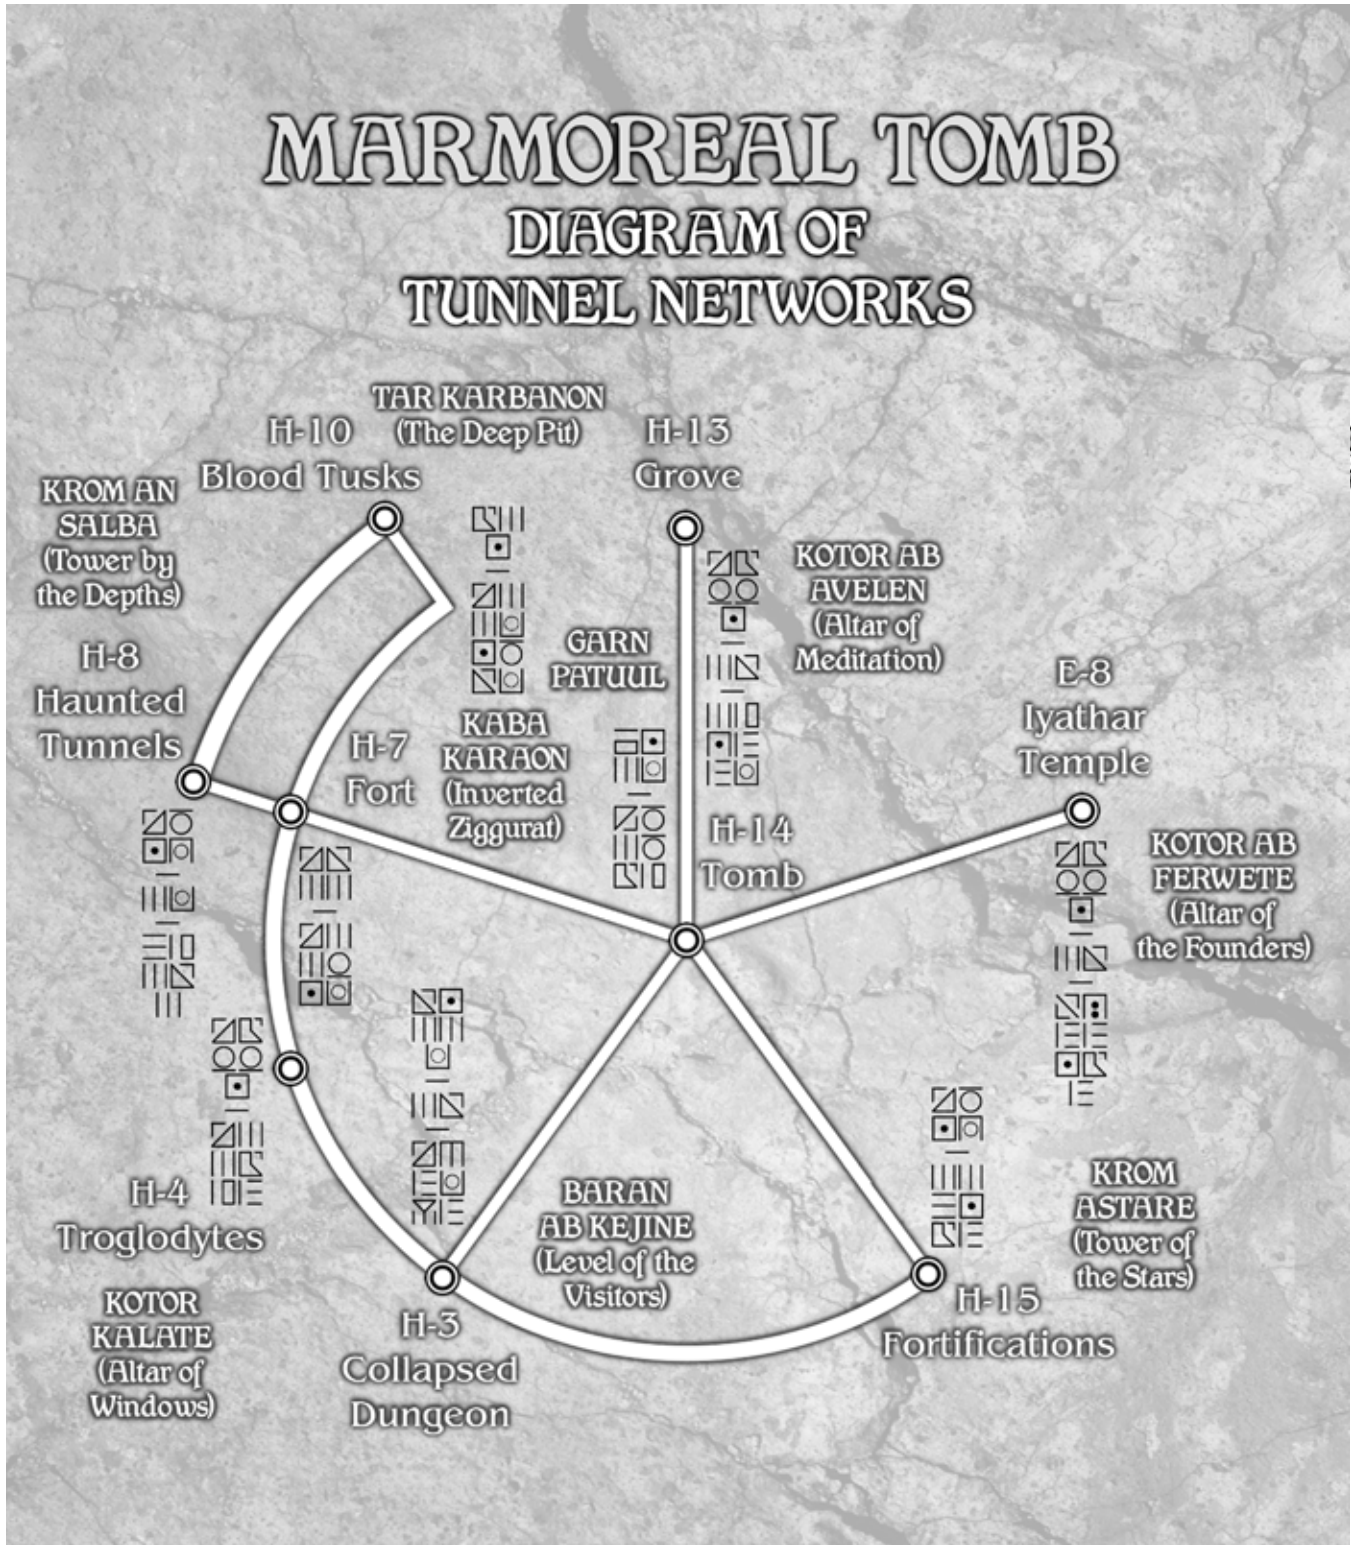 MARMOREAL TOMB
DIAGRAM OF
TUNNEL NETWORKS
TAR KARBANON
(The Deep Pit)
H-10
Blood Tusks
H-13
Grove
KROM AN
SALBA
(Tower by
the Depths)
H-8
Haunted
Tunnels
KOTOR AB
AVELEN
(Altar of
Meditation)
GARN
PATUUL
E-8
Iyathar
Temple
H-7
Fort
KABA
KARAON
(Inverted
Ziggurat)
H-14
Tomb
KOTOR AB
FERWETE
(Altar of
the Founders)
H-4
Troglodytes
BARAN
AB KEJINE
(Level of the
Visitors)
KROM
ASTARE
(Tower of
the Stars)
KOTOR
KALATE
(Altar of
Windows)
H-3
Collapsed
Dungeon
H-15
Fortifications